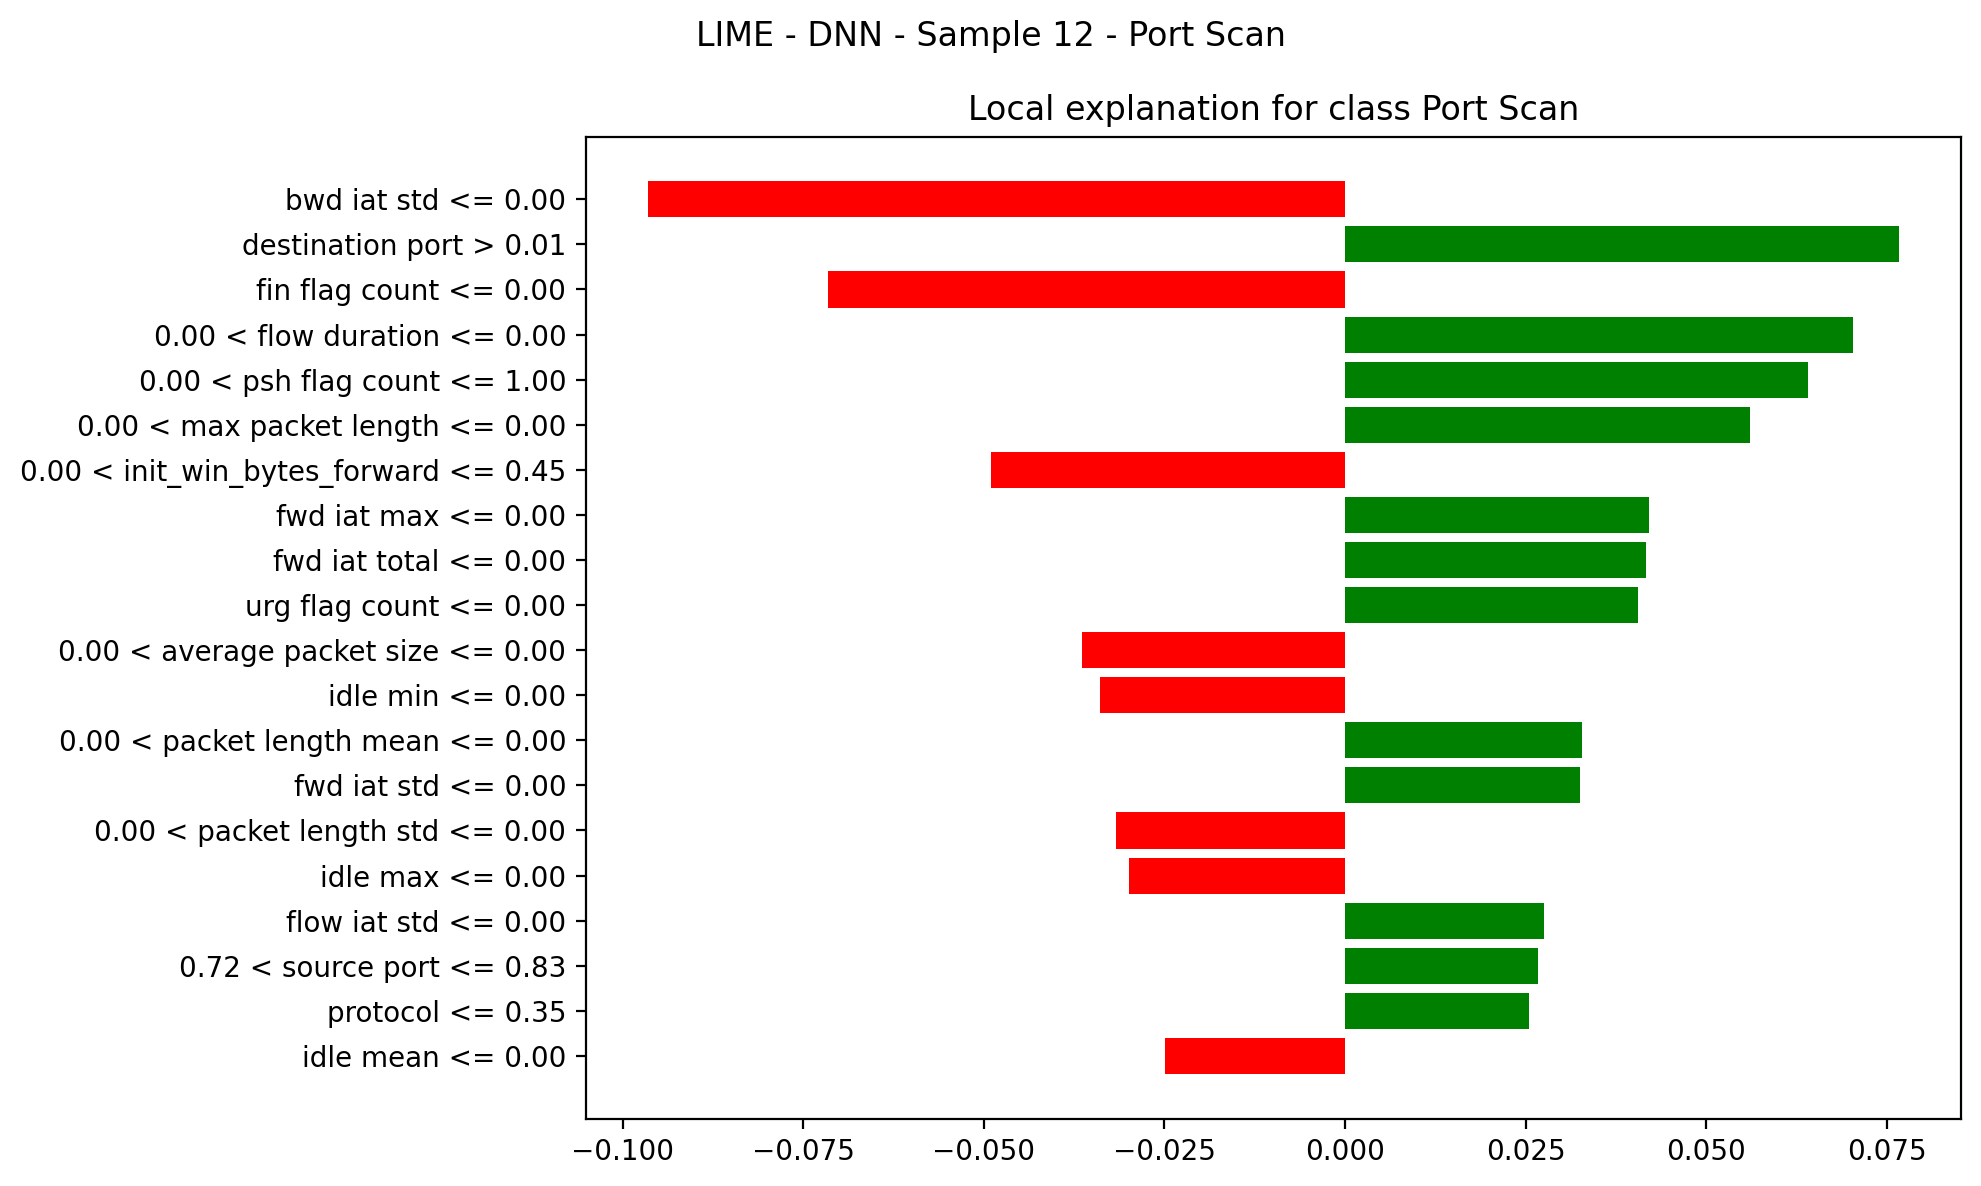 LIME - DNN - Sample 12 - Port Scan
Local explanation for class Port Scan
bwd iat std <= 0.00
destination port > 0.01
fin flag count <= 0.00
0.00 < flow duration <= 0.00
0.00 < psh flag count <= 1.00
0.00 < max packet length <= 0.00
0.00 < init_win_bytes_forward <= 0.45
fwd iat max <= 0.00
fwd iat total <= 0.00
urg flag count <= 0.00
0.00 < average packet size <= 0.00
idle min <= 0.00
0.00 < packet length mean <= 0.00
fwd iat std <= 0.00
0.00 < packet length std <= 0.00
idle max <= 0.00
flow iat std <= 0.00
0.72 < source port <= 0.83
protocol <= 0.35
idle mean <= 0.00
−0.100 −0.075 −0.050 −0.025 0.000 0.025 0.050 0.075